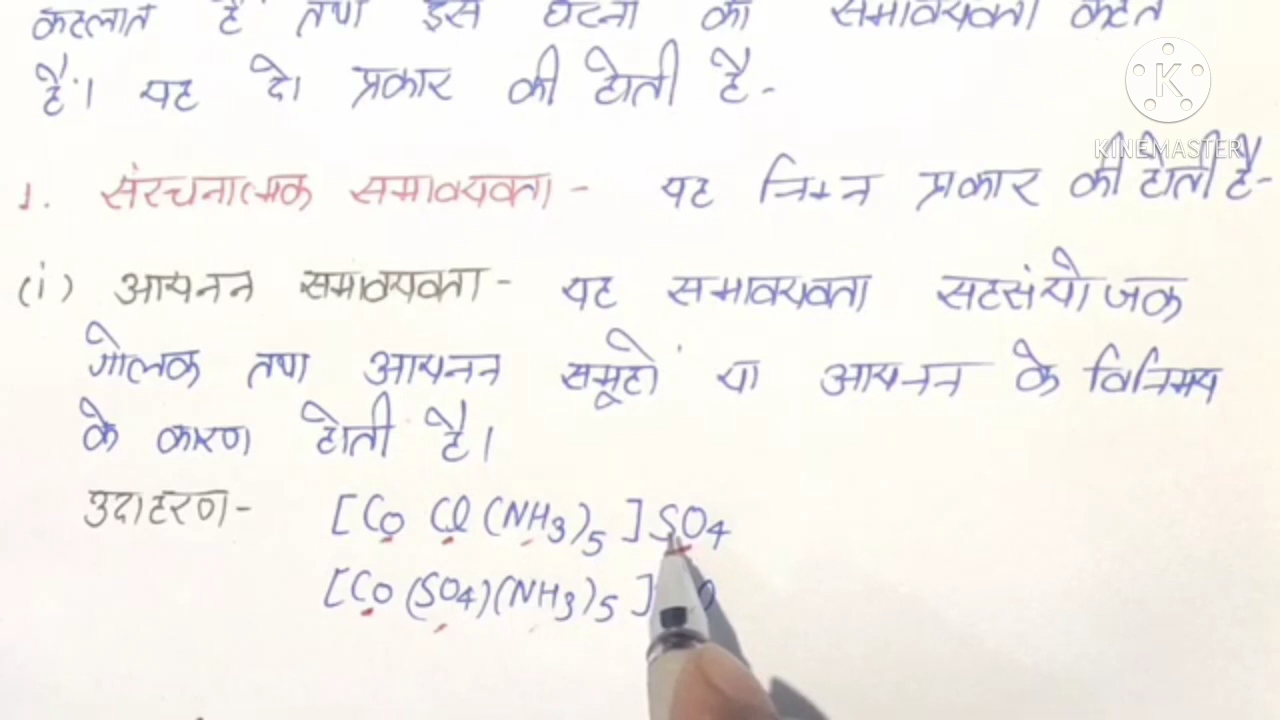 कहलाते हैं तथा इस घटना को समावयवता कहते
हैं। यह दो प्रकार की होती है-
K
KINEMASTER
1. संरचनात्मक समावयवता - यह निम्न प्रकार की होती है-
(i) आयनन समावयवता - यह समावयवता सहसंयोजक
गोलक तथा आयनन समूहों या आयनन के विनिमय
के कारण होती है।
उदाहरण- [Co Cl (NH3)5 ] SO4
[Co (SO4) (NH3)5 ]